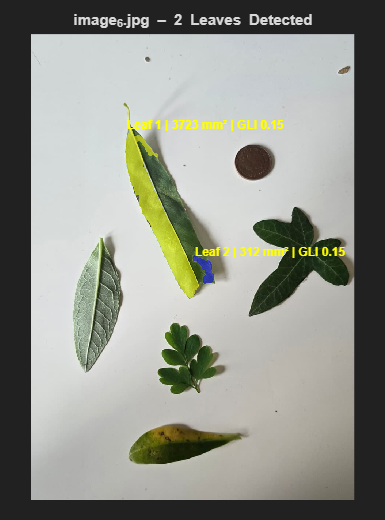 image₆.jpg – 2 Leaves Detected
Leaf 1 | 3723 mm² | GLI 0.15
Leaf 2 | 312 mm² | GLI 0.15